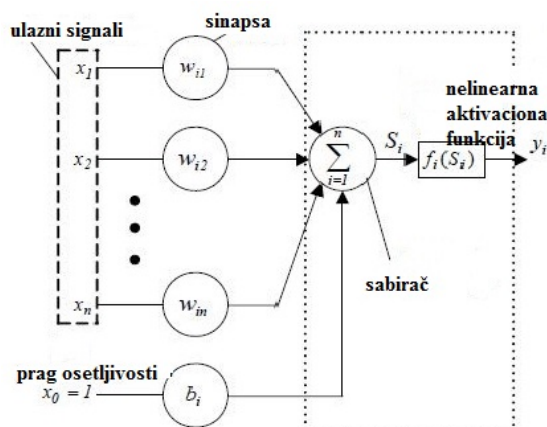 ulazni signali
sinapsa
x1
wi1
nelinearna
aktivaciona
funkcija
x2
wi2
n
∑
i=1
Si
fi(Si)
yi
xn
win
sabirač
prag osetljivosti
x0 = 1
bi